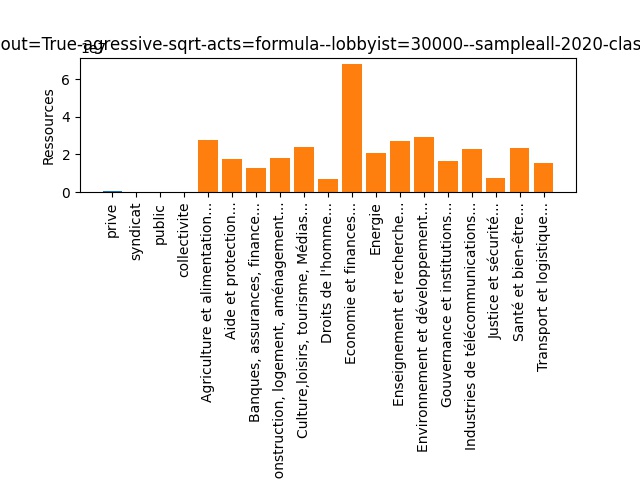 out=True-agressive-sqrt-acts=formula--lobbyist=30000--sampleall-2020-clas
1e7
Ressources
6
4
2
0
prive
syndicat
public
collectivite
Agriculture et alimentation...
Aide et protection...
Banques, assurances, finance...
onstruction, logement, aménagement...
Culture,loisirs, tourisme, Médias...
Droits de l'homme...
Economie et finances...
Energie
Enseignement et recherche...
Environnement et développement...
Gouvernance et institutions...
Industries de télécommunications...
Justice et sécurité...
Santé et bien-être...
Transport et logistique...